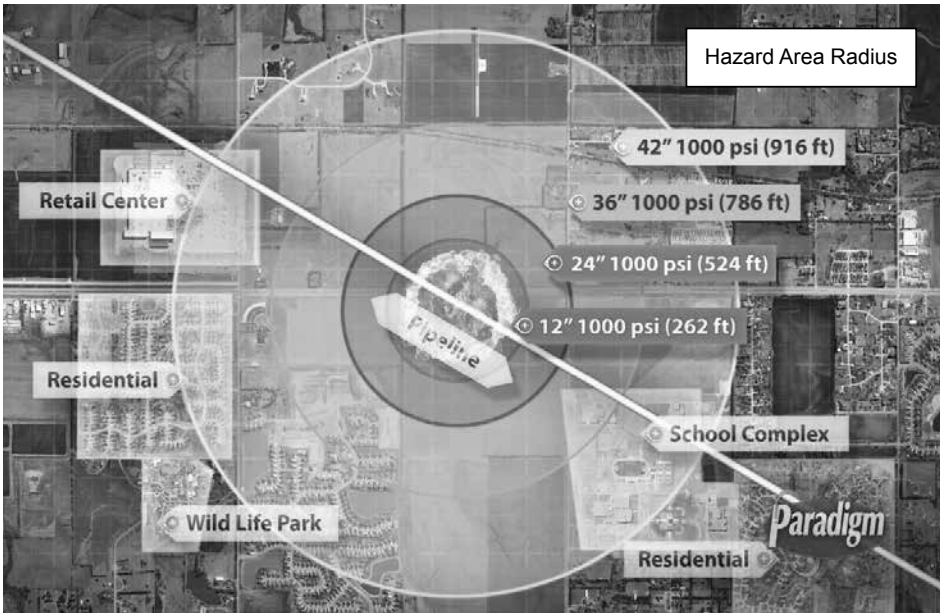 Hazard Area Radius
42” 1000 psi (916 ft)
Retail Center
36” 1000 psi (786 ft)
24” 1000 psi (524 ft)
12” 1000 psi (262 ft)
Pipeline
Residential
School Complex
Wild Life Park
Paradigm
Residential